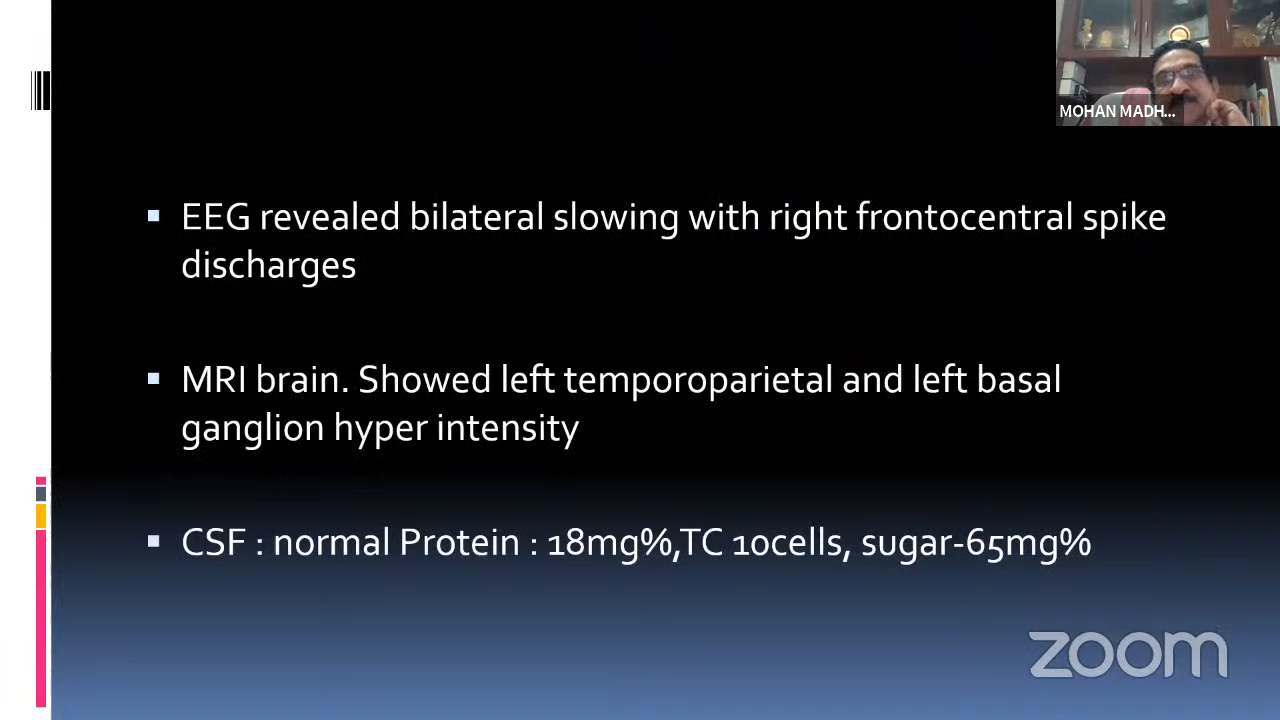 MOHAN MADH...
EEG revealed bilateral slowing with right frontocentral spike
discharges
MRI brain. Showed left temporoparietal and left basal
ganglion hyper intensity
CSF : normal Protein : 18mg%,TC 10cells, sugar-65mg%
zoom